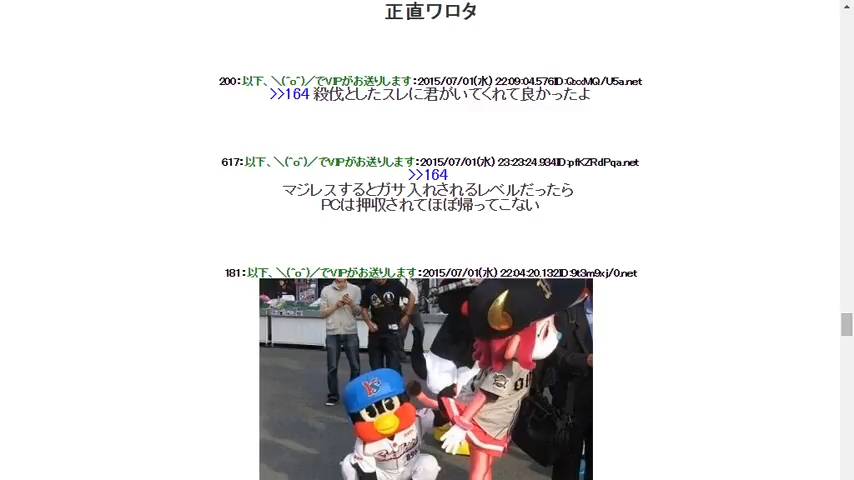 正直ワロタ
200：以下、＼(^o^)／でVIPがお送りします：2015/07/01(水) 22:09:04.576ID:QzxxMQ/U5a.net
>>164 殺伐としたスレに君がいてくれて良かったよ
617：以下、＼(^o^)／でVIPがお送りします：2015/07/01(水) 23:23:24.934ID:pfKZRdPqa.net
>>164
マジレスするとガサ入れされるレベルだったら
PCは押収されてほぼ帰ってこない
181：以下、＼(^o^)／でVIPがお送りします：2015/07/01(水) 22:04:20.132ID:9t3m9xj/0.net